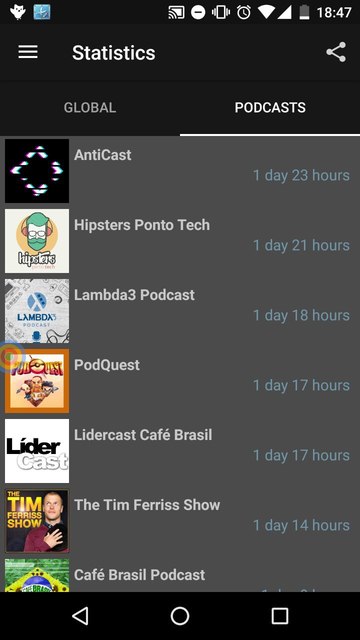 18:47
Statistics
GLOBAL
PODCASTS
AntiCast
1 day 23 hours
hipsters
Hipsters Ponto Tech
1 day 21 hours
LAMBDA3
PODCAST
Lambda3 Podcast
1 day 18 hours
PODQUEST
PodQuest
1 day 17 hours
Líder
Cast
Lidercast Café Brasil
1 day 17 hours
THE
TIM
FERRISS
SHOW
The Tim Ferriss Show
1 day 14 hours
Café Brasil Podcast